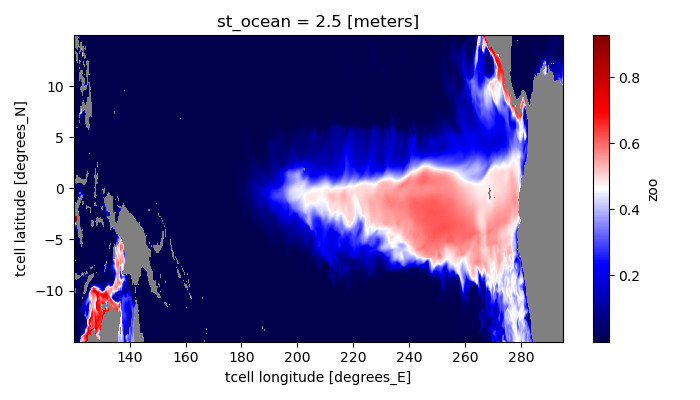 st_ocean = 2.5 [meters]
tcell latitude [degrees_N]
10
5
0
−5
−10
140 160 180 200 220 240 260 280
tcell longitude [degrees_E]
0.8
0.6
0.4
0.2
zoo